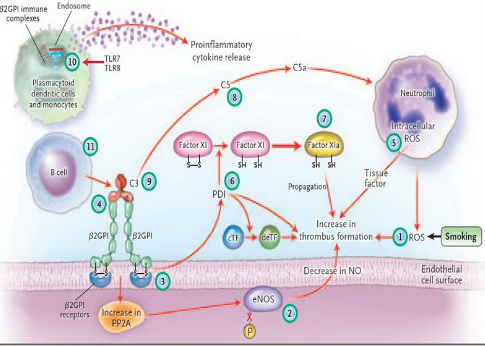 β2GPI immune
complexes
Endosome
10
TLR7
TLR8
Plasmacytoid
dendritic cells
and monocytes
Proinflammatory
cytokine release
C5
8
C5a
Neutrophil
Intracellular
ROS
5
7
Factor XI
S—S
Factor XI
SH
SH
Factor XIa
SH
SH
11
B cell
C3
9
4
6
PDI
Propagation
Tissue
factor
β2GPI
β2GPI
cTF
deTF
Increase in
thrombus formation
1
ROS
Smoking
S—S
S—S
3
Decrease in NO
Endothelial
cell surface
β2GPI
receptors
Increase in
PP2A
eNOS
2
X
P